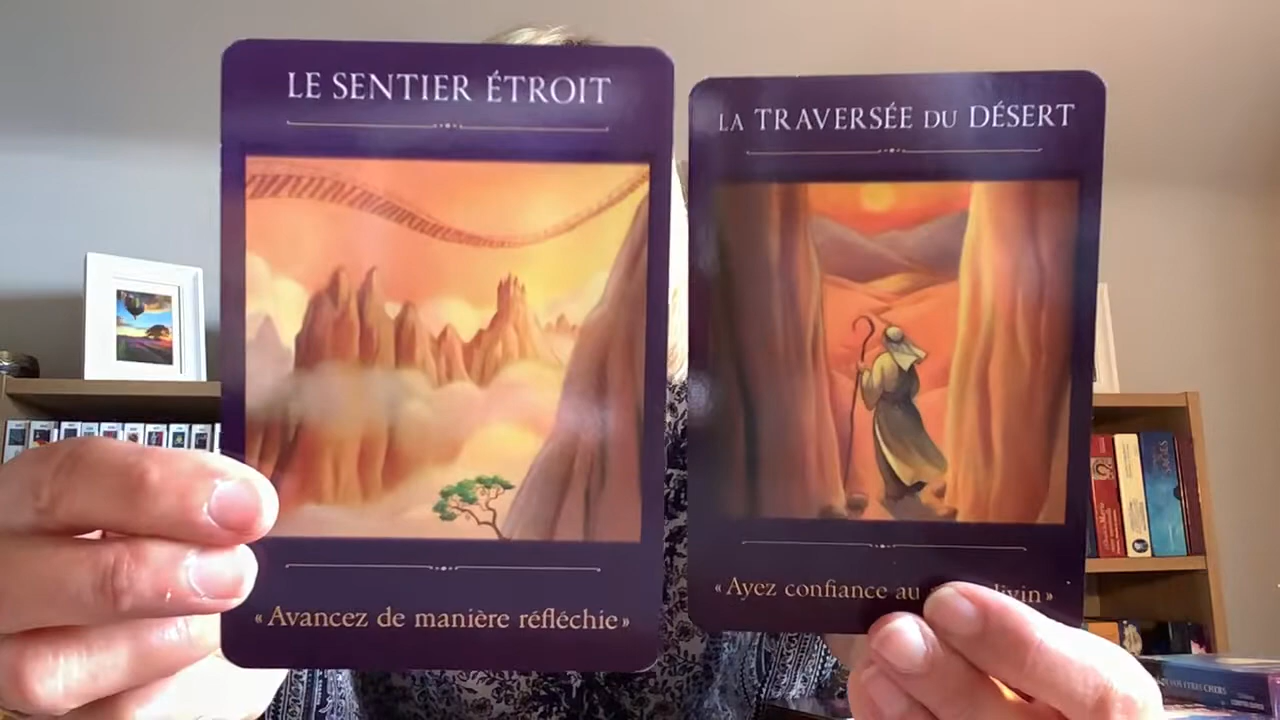 LE SENTIER ÉTROIT
« Avancez de manière réfléchie »
LA TRAVERSÉE DU DÉSERT
« Ayez confiance au divin »